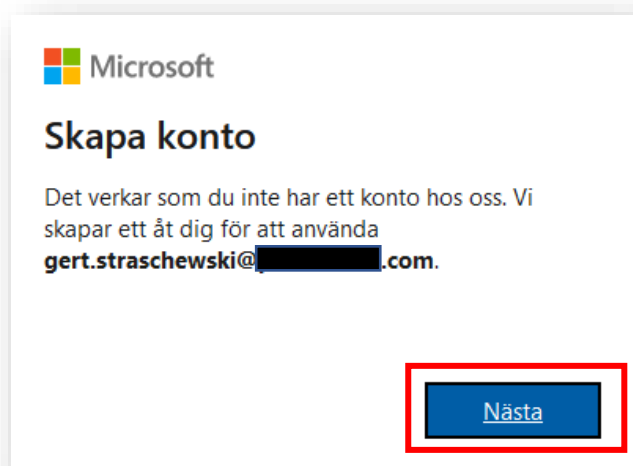 Microsoft
Skapa konto
Det verkar som du inte har ett konto hos oss. Vi
skapar ett åt dig för att använda
gert.straschewski@ .com.
Nästa